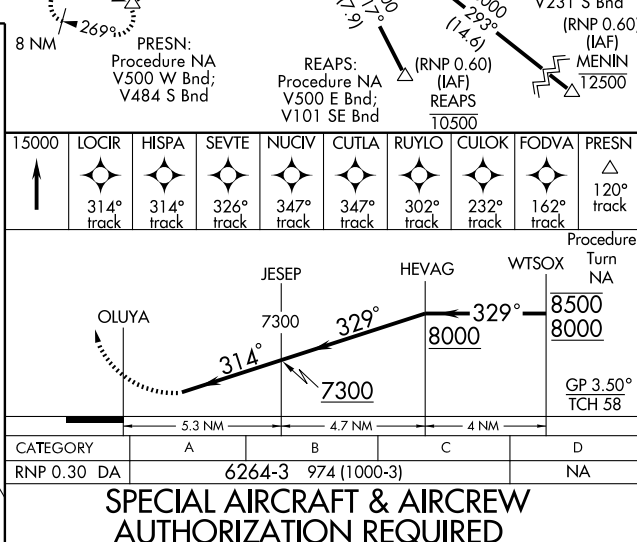 V231 S Bnd
(RNP 0.60)
(IAF)
MENIN
12500
293°
(14.6)
17°
(17.9)
269°
8 NM
PRESN:
Procedure NA
V500 W Bnd;
V484 S Bnd
REAPS:
Procedure NA
V500 E Bnd;
V101 SE Bnd
(RNP 0.60)
(IAF)
REAPS
10500
15000 LOCIR HISPA SEVTE NUCIV CUTLA RUYLO CULOK FODVA PRESN
314° 314° 326° 347° 347° 302° 232° 162° 120°
track track track track track track track track track
Procedure
Turn
NA
OLUYA JESEP HEVAG WTSOX
7300
314° 329° 329°
7300
8000
8500
8000
GP 3.50°
TCH 58
5.3 NM 4.7 NM 4 NM
CATEGORY A B C D
RNP 0.30 DA 6264-3 974 (1000-3) NA
SPECIAL AIRCRAFT & AIRCREW
AUTHORIZATION REQUIRED